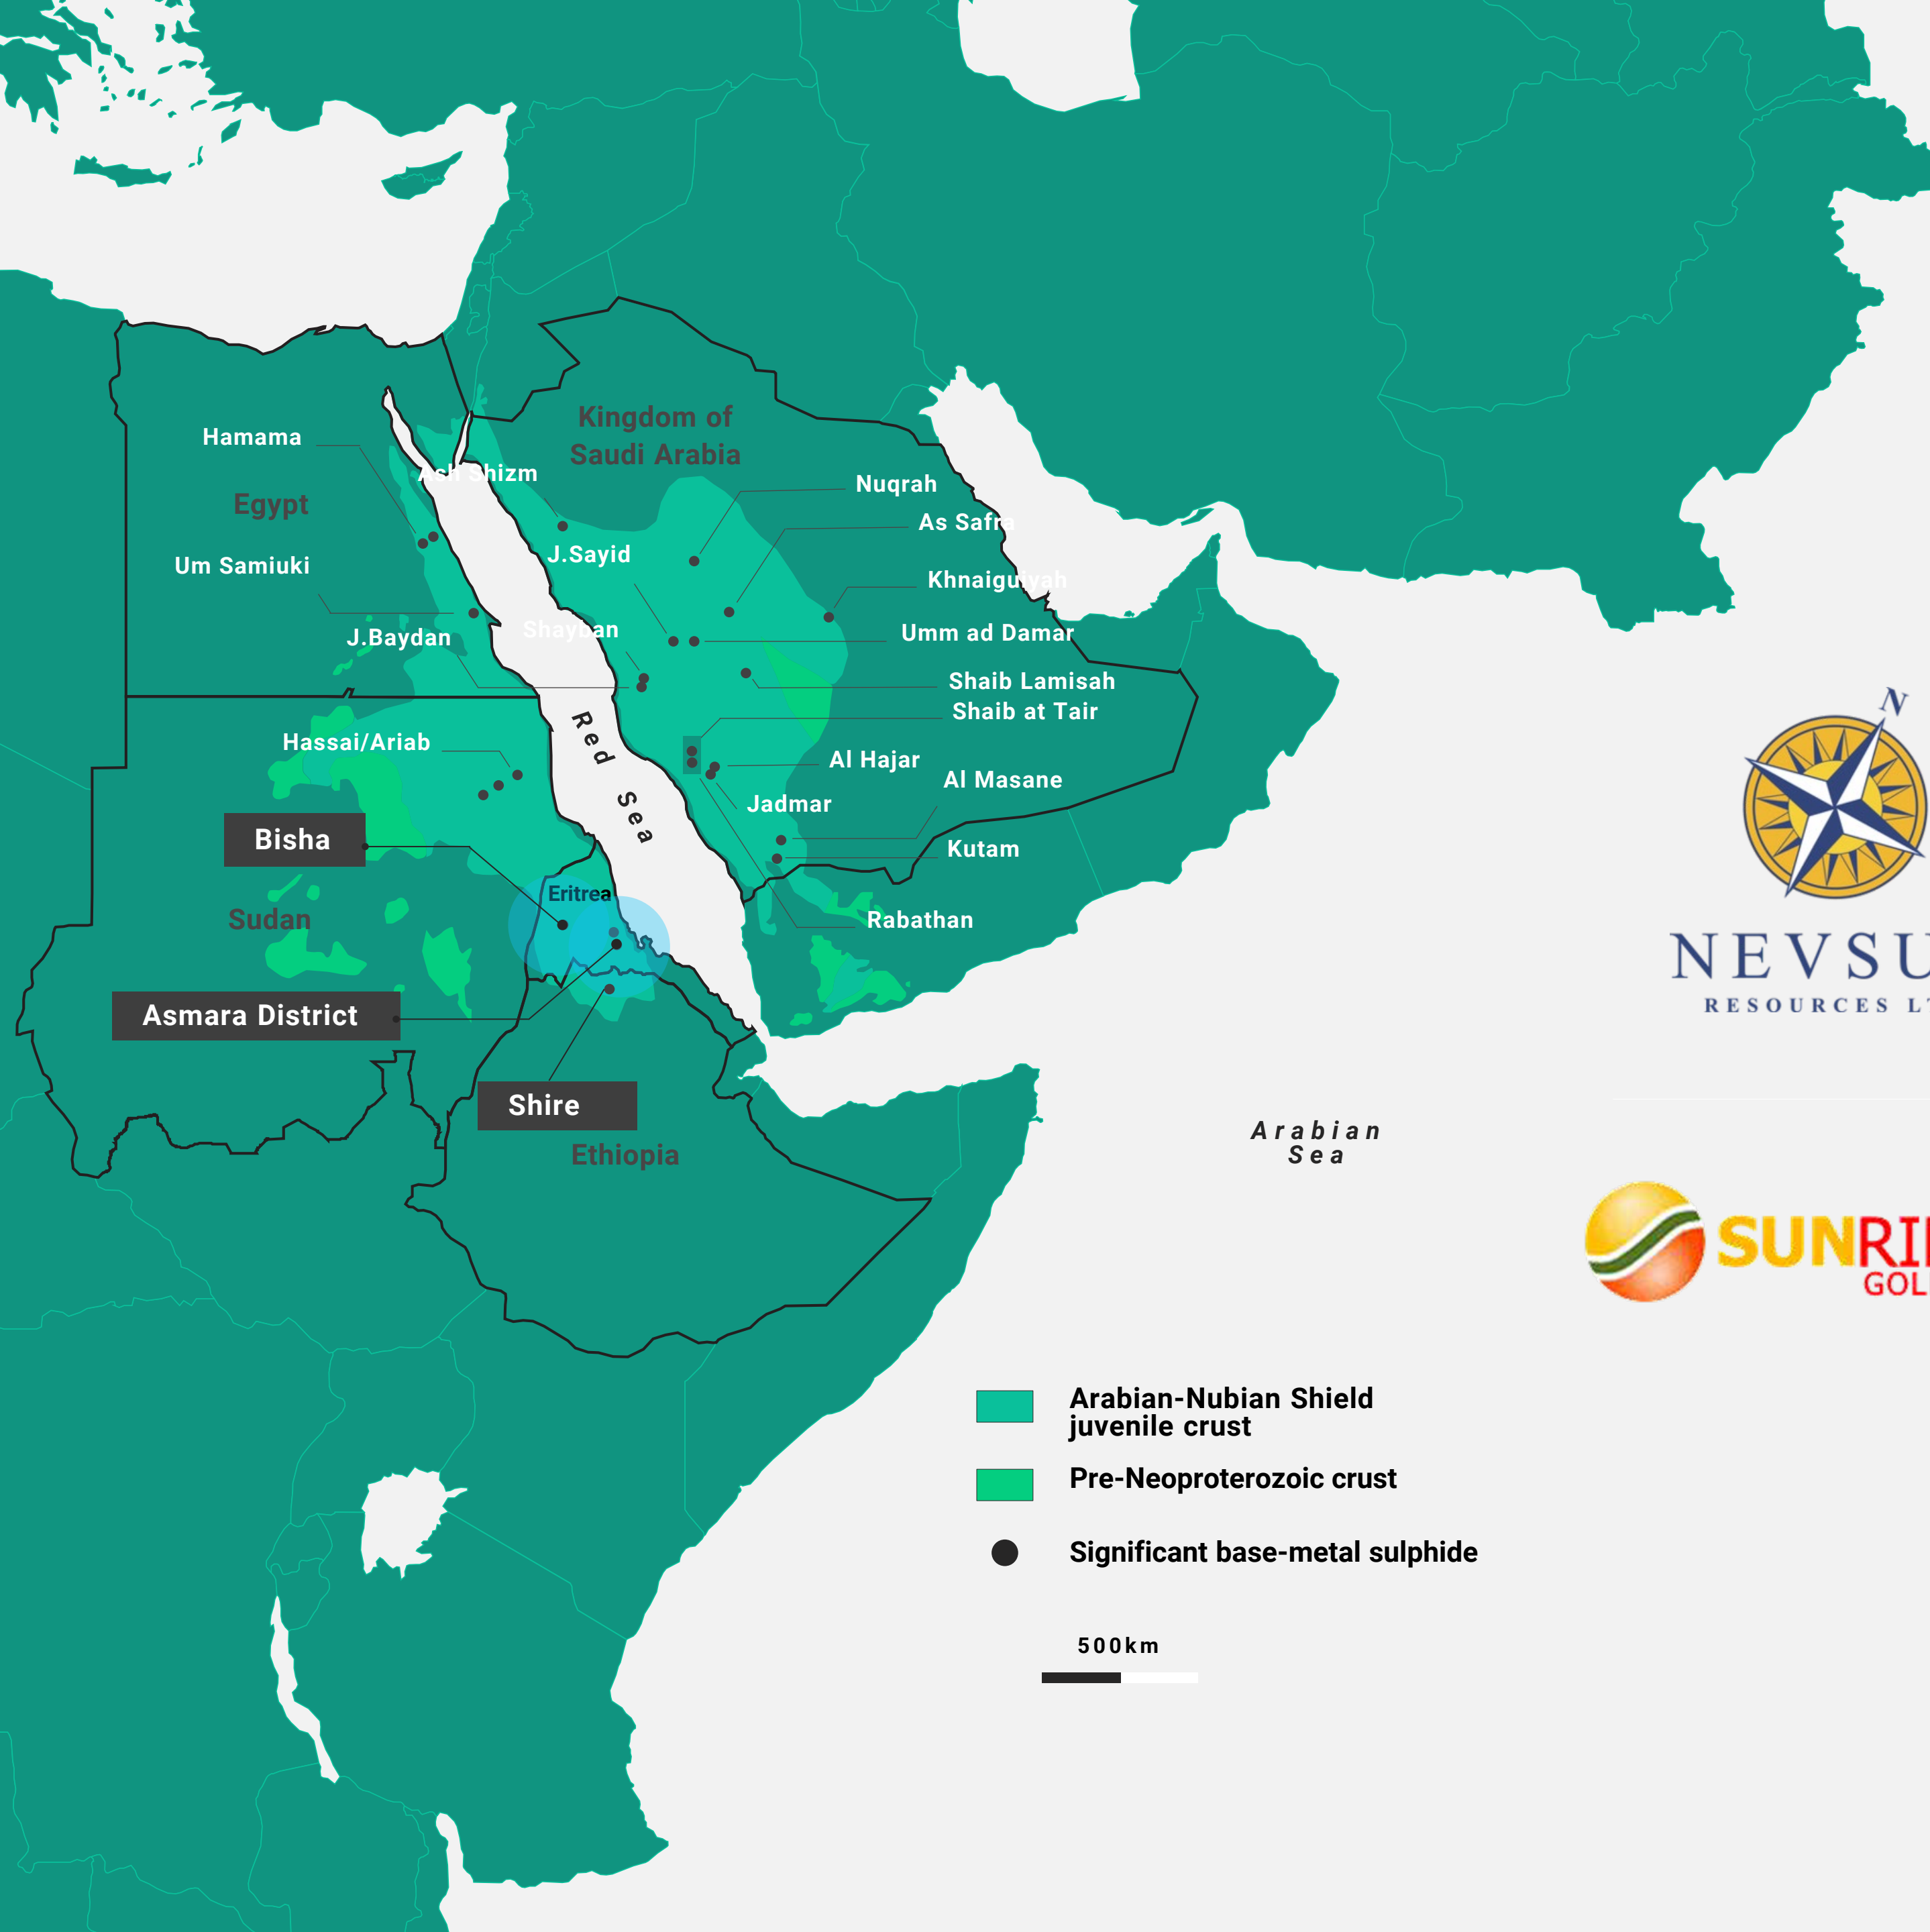 Kingdom of
Saudi Arabia
Hamama
Ash Shizm
Nuqrah
Egypt
As Safra
J.Sayid
Um Samiuki
Khnaiguiyah
Shayban
Umm ad Damar
J.Baydan
Shaib Lamisah
Shaib at Tair
N
Red Sea
Hassai/Ariab
Al Hajar
Al Masane
Jadmar
Bisha
Kutam
Eritrea
Sudan
Rabathan
NEVSU
RESOURCES L
Asmara District
Shire
Ethiopia
Arabian
Sea
SUNRI
GOL
Arabian-Nubian Shield
juvenile crust
Pre-Neoproterozoic crust
Significant base-metal sulphide
500km